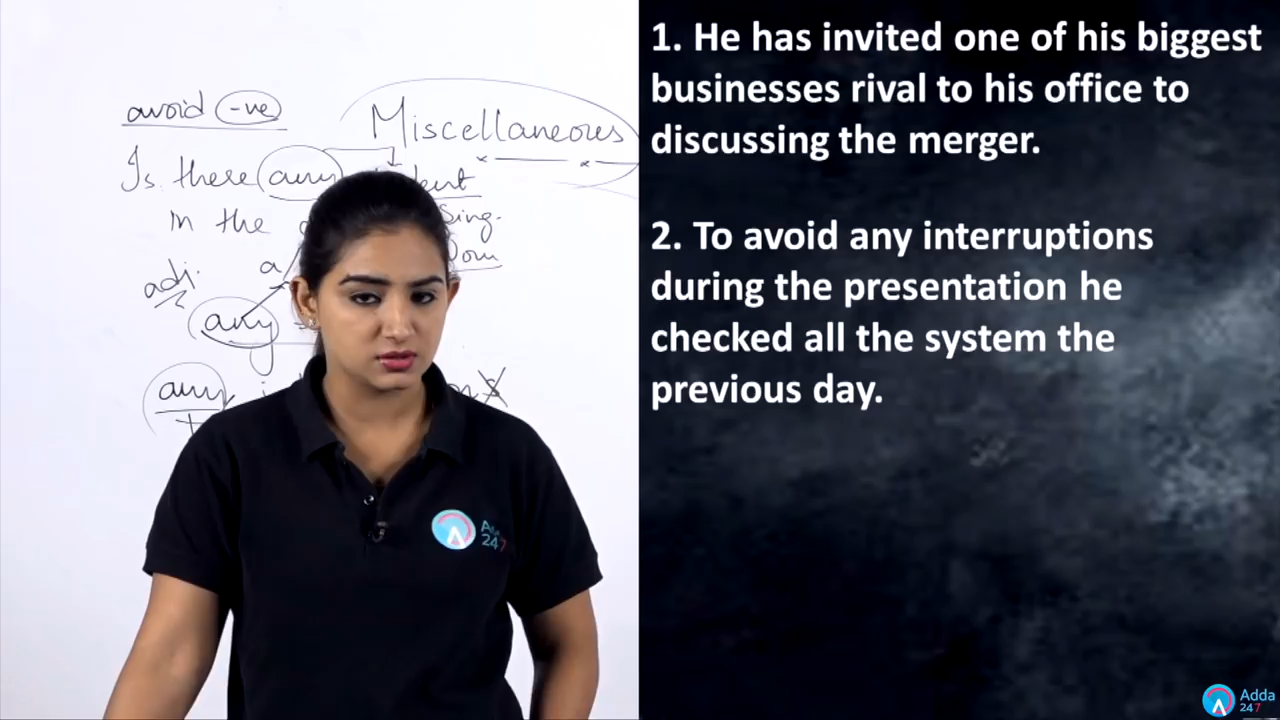 avoid -ve
Miscellaneous
Is there any
in the
Sing.
adj.
a
any
any
1. He has invited one of his biggest
businesses rival to his office to
discussing the merger.
2. To avoid any interruptions
during the presentation he
checked all the system the
previous day.
Adda
247